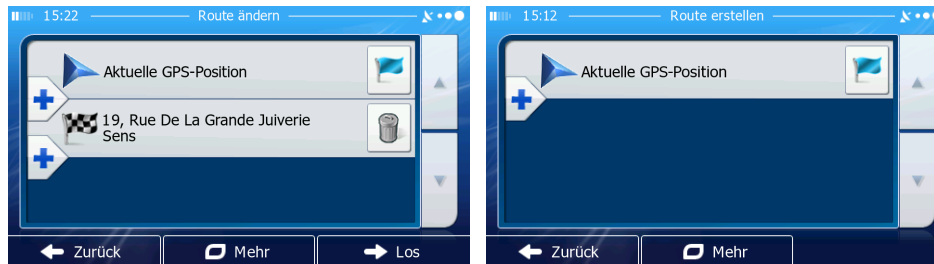 15:22 Route ändern
Aktuelle GPS-Position
19, Rue De La Grande Juiverie
Sens
Zurück Mehr Los
15:12 Route erstellen
Aktuelle GPS-Position
Zurück Mehr